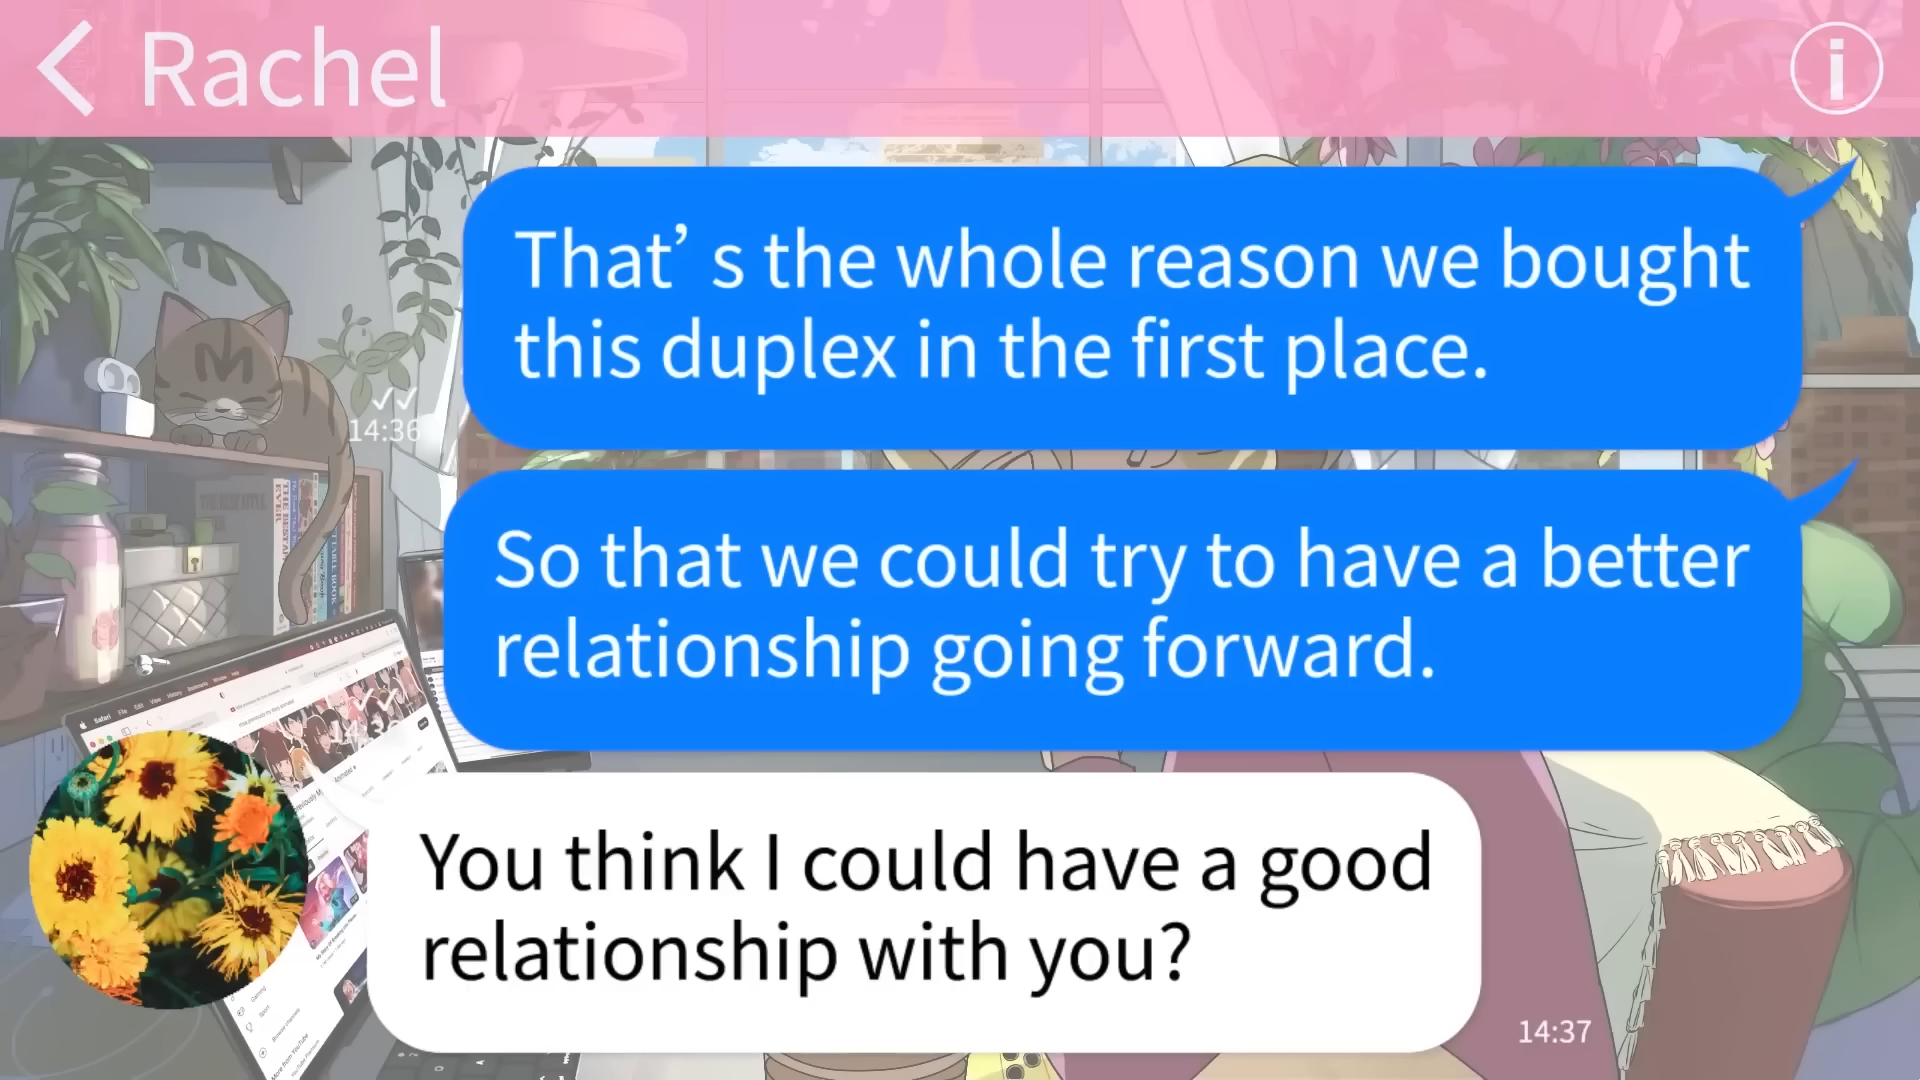 Rachel
That’s the whole reason we bought
this duplex in the first place.
14:36
So that we could try to have a better
relationship going forward.
You think I could have a good
relationship with you?
14:37